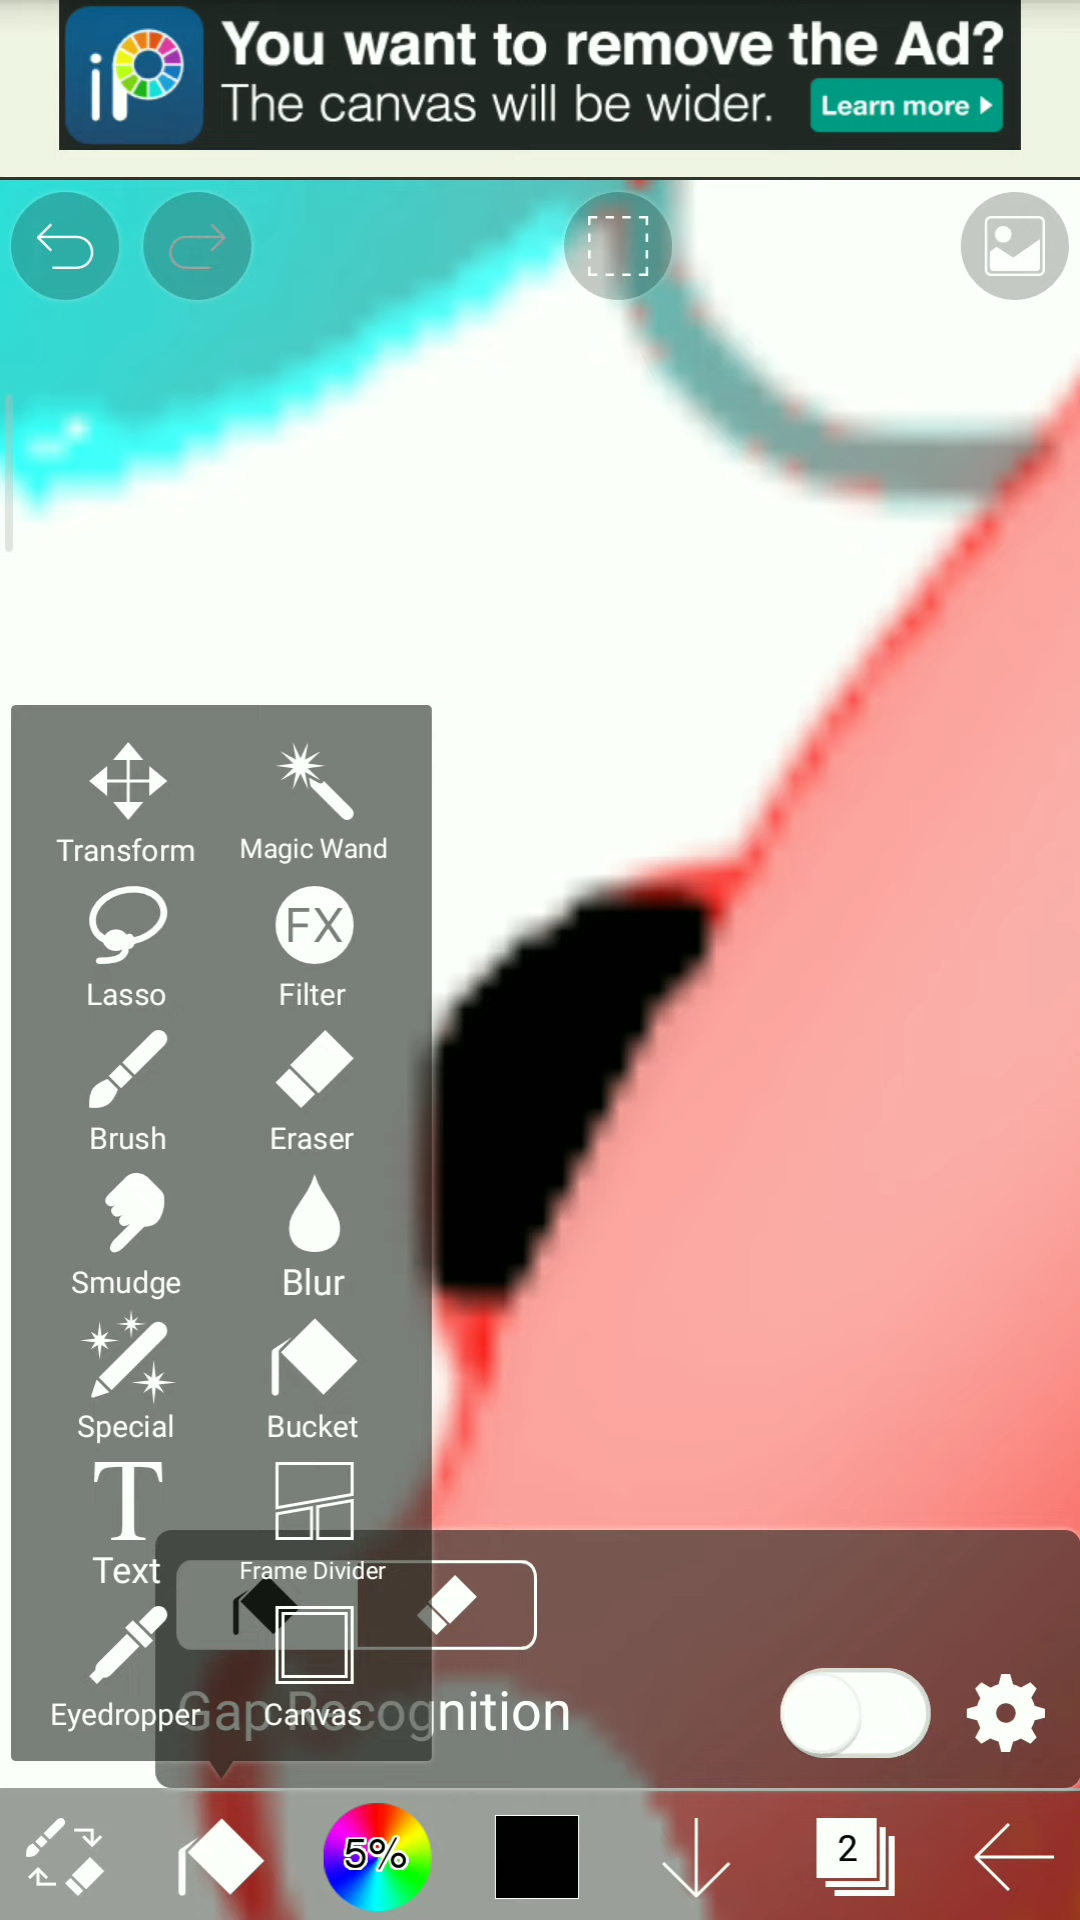 iP
You want to remove the Ad?
The canvas will be wider.
Learn more
Transform
Magic Wand
Lasso
FX
Filter
Brush
Eraser
Smudge
Blur
Special
Bucket
T
Text
Frame Divider
Eyedropper
Canvas
Gap Recognition
5%
2